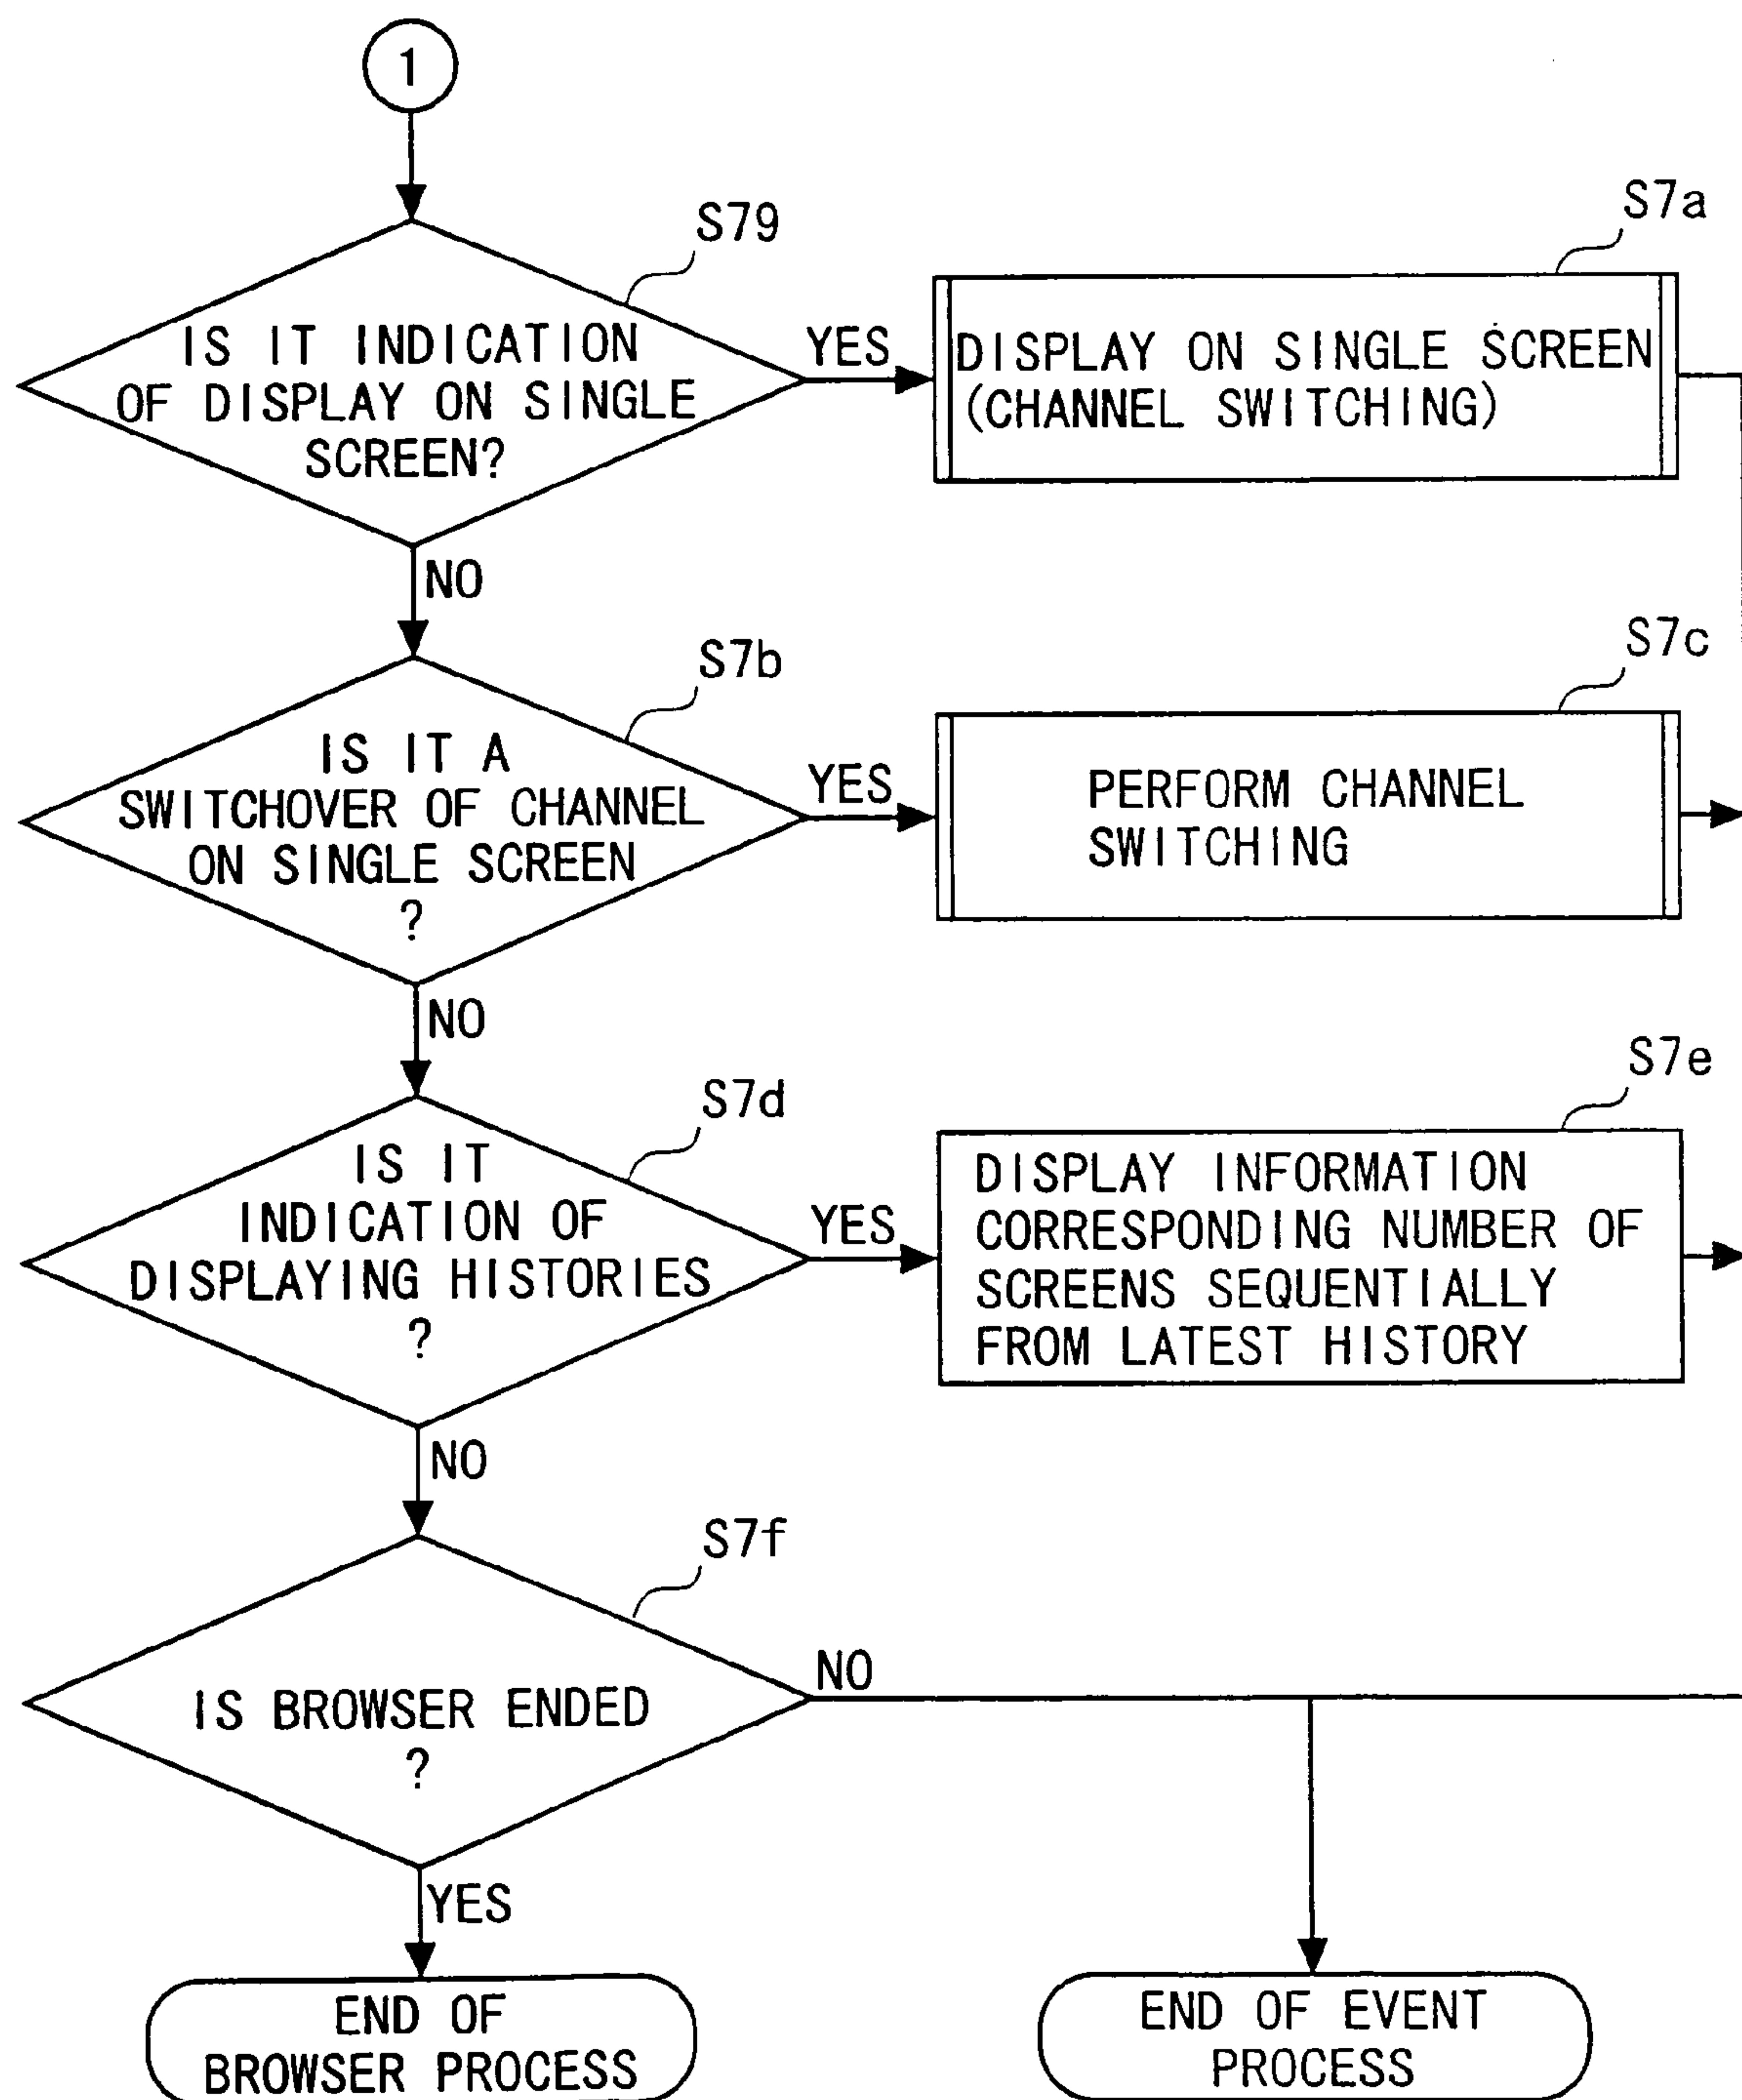 1
S79
S7a
IS IT INDICATION
OF DISPLAY ON SINGLE
SCREEN?
YES
DISPLAY ON SINGLE SCREEN
(CHANNEL SWITCHING)
NO
S7b
S7c
IS IT A
SWITCHOVER OF CHANNEL
ON SINGLE SCREEN
?
YES
PERFORM CHANNEL
SWITCHING
NO
S7d
S7e
IS IT
INDICATION OF
DISPLAYING HISTORIES
?
YES
DISPLAY INFORMATION
CORRESPONDING NUMBER OF
SCREENS SEQUENTIALLY
FROM LATEST HISTORY
NO
S7f
IS BROWSER ENDED
?
NO
YES
END OF
BROWSER PROCESS
END OF EVENT
PROCESS